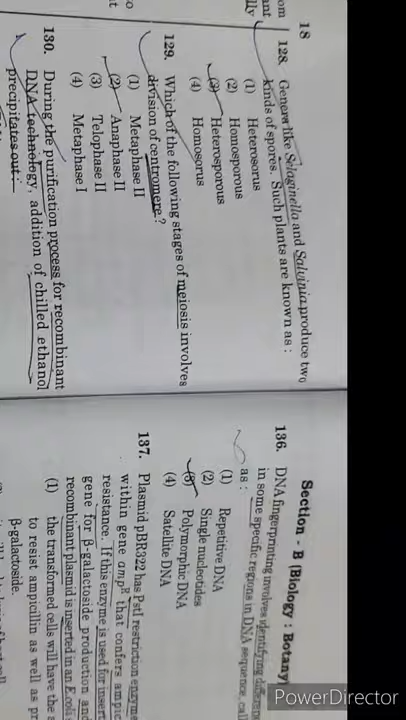 18
128. Genera like Selaginella and Salvinia produce two
kinds of spores. Such plants are known as :
(1) Heterosorus
(2) Homosporous
(3) Heterosporous
(4) Homosorus
129. Which of the following stages of meiosis involves
division of centromere ?
(1) Metaphase II
(2) Anaphase II
(3) Telophase II
(4) Metaphase I
130. During the purification process for recombinant
DNA technology, addition of chilled ethanol
precipitates out :
Section - B (Biology : Botany)
136. DNA fingerprinting involves identifying
in some specific regions in DNA sequence
as :
(1) Repetitive DNA
(2) Single nucleotides
(3) Polymorphic DNA
(4) Satellite DNA
137. Plasmid pBR322 has PstI restriction enzyme
within gene ampR that confers
resistance. If this enzyme is used for
gene for β-galactoside production
recombinant plasmid is inserted in an E.coli
(1) the transformed cells will have the
to resist ampicillin as well as
β-galactoside.
PowerDirector